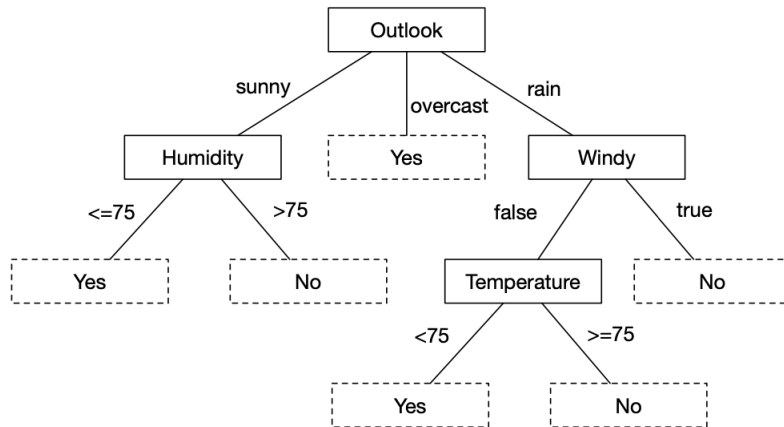 Outlook
sunny
overcast
rain
Humidity
Yes
Windy
<=75
>75
false
true
Yes
No
Temperature
No
<75
>=75
Yes
No